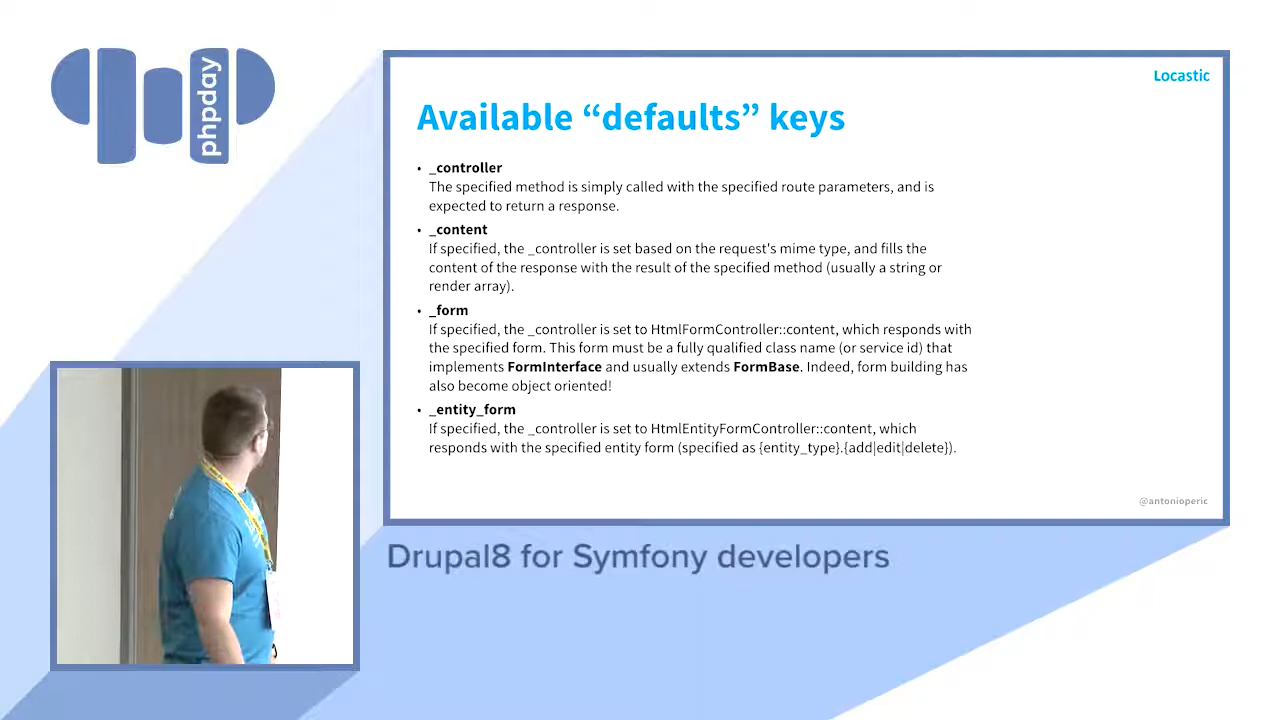 phpday
Locastic
Available “defaults” keys
• _controller
The specified method is simply called with the specified route parameters, and is
expected to return a response.
• _content
If specified, the _controller is set based on the request's mime type, and fills the
content of the response with the result of the specified method (usually a string or
render array).
• _form
If specified, the _controller is set to HtmlFormController::content, which responds with
the specified form. This form must be a fully qualified class name (or service id) that
implements FormInterface and usually extends FormBase. Indeed, form building has
also become object oriented!
• _entity_form
If specified, the _controller is set to HtmlEntityFormController::content, which
responds with the specified entity form (specified as {entity_type}.{add|edit|delete}).
@antonioperic
Drupal8 for Symfony developers